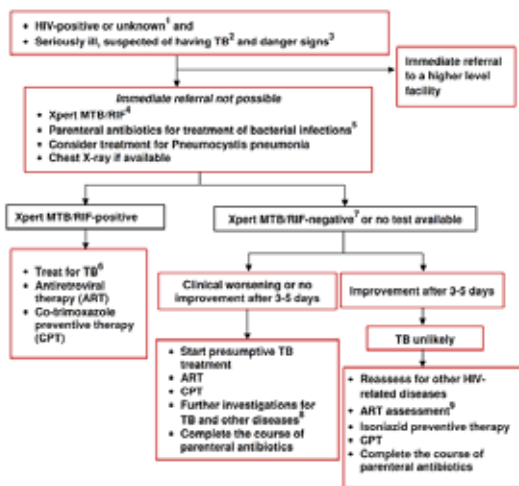 • HIV-positive or unknown¹ and
• Seriously ill, suspected of having TB² and danger signs³
Immediate referral
to a higher level
facility
Immediate referral not possible
• Xpert MTB/RIF⁴
• Parenteral antibiotics for treatment of bacterial infections⁵
• Consider treatment for Pneumocystis pneumonia
• Chest X-ray if available
Xpert MTB/RIF-positive
Xpert MTB/RIF-negative⁷ or no test available
• Treat for TB⁶
• Antiretroviral
therapy (ART)
• Co-trimoxazole
preventive therapy
(CPT)
Clinical worsening or no
improvement after 3-5 days
Improvement after 3-5 days
TB unlikely
• Start presumptive TB
treatment
• ART
• CPT
• Further investigations for
TB and other diseases⁸
• Complete the course of
parenteral antibiotics
• Reassess for other HIV-
related diseases
• ART assessment⁹
• Isoniazid preventive therapy
• CPT
• Complete the course of
parenteral antibiotics